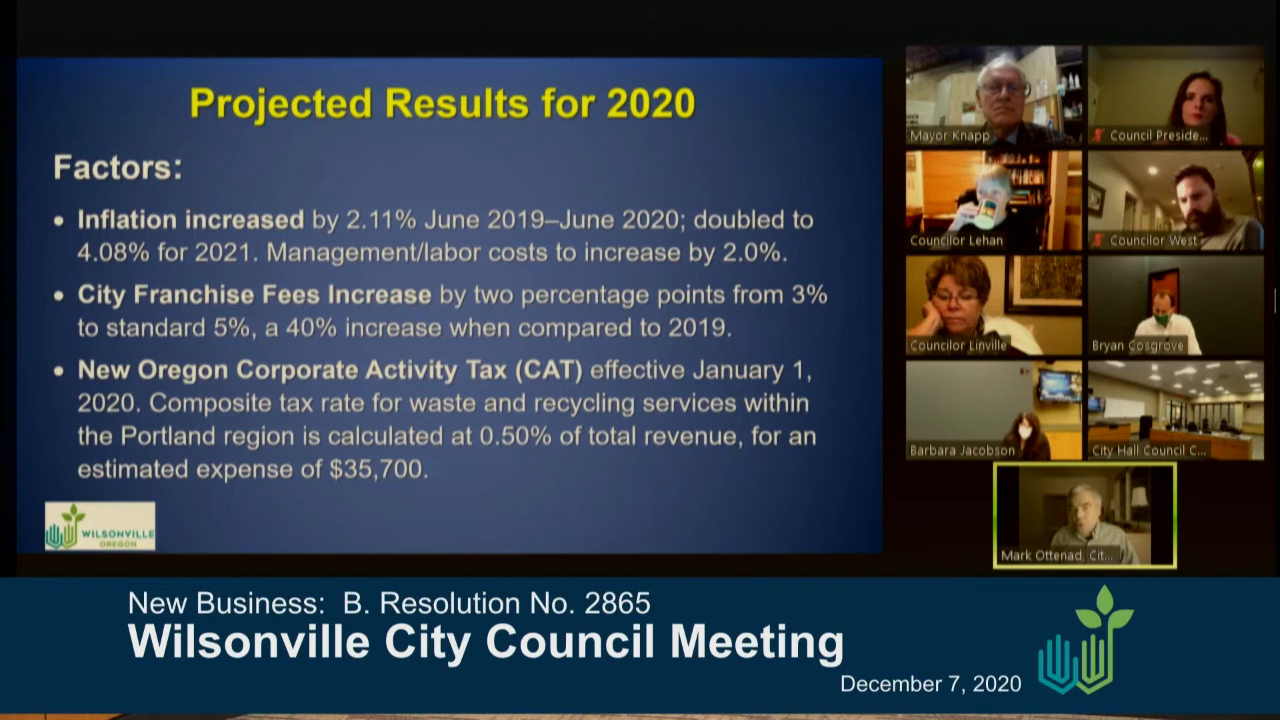 Projected Results for 2020
Factors:
• Inflation increased by 2.11% June 2019–June 2020; doubled to
4.08% for 2021. Management/labor costs to increase by 2.0%.
• City Franchise Fees Increase by two percentage points from 3%
to standard 5%, a 40% increase when compared to 2019.
• New Oregon Corporate Activity Tax (CAT) effective January 1,
2020. Composite tax rate for waste and recycling services within
the Portland region is calculated at 0.50% of total revenue, for an
estimated expense of $35,700.
WILSONVILLE
OREGON
Mayor Knapp
Council Preside...
Councilor Lehan
Councilor West
Councilor Linville
Bryan Cosgrove
Barbara Jacobson
City Hall Council C...
Mark Ottenad, Cit...
New Business: B. Resolution No. 2865
Wilsonville City Council Meeting
December 7, 2020